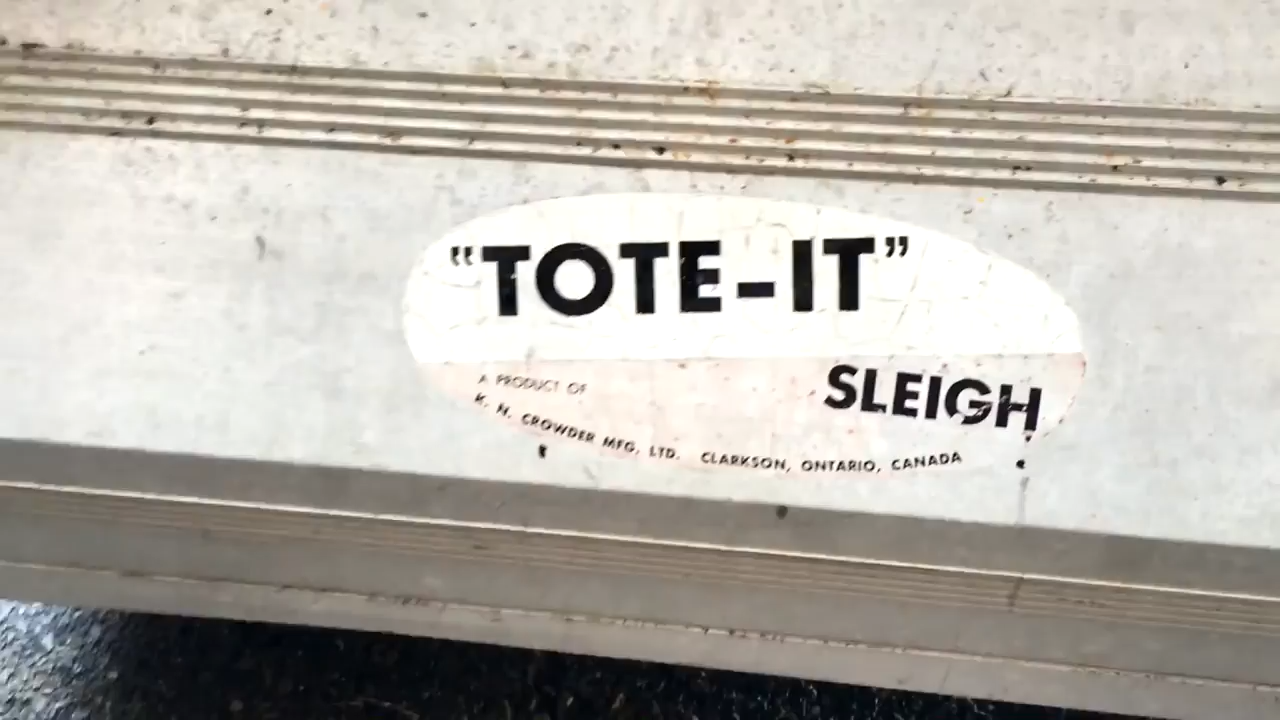 "TOTE-IT"
SLEIGH
A PRODUCT OF
K. N. CROWDER MFG. LTD. CLARKSON, ONTARIO, CANADA